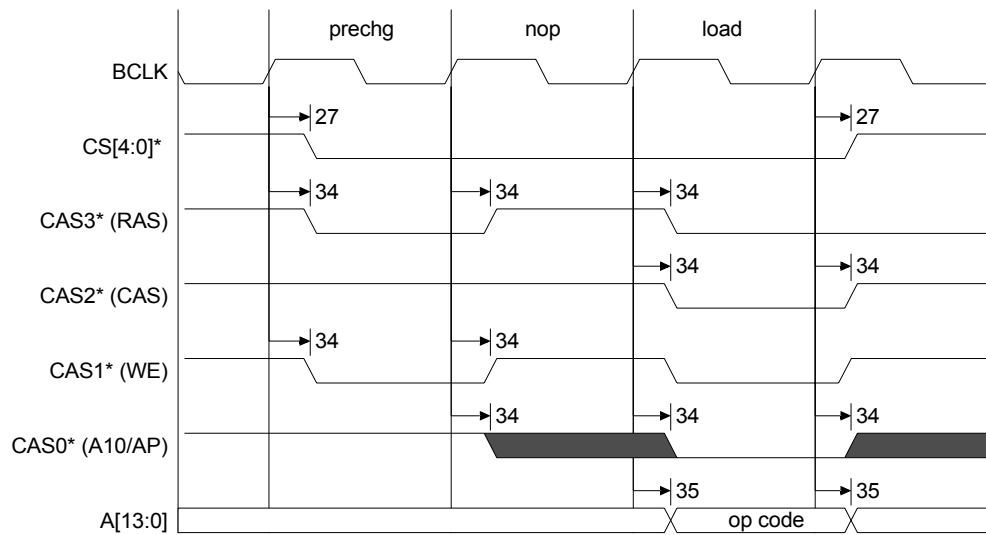 prechg nop load
BCLK
27 27
CS[4:0]*
34 34 34
CAS3* (RAS)
34 34
CAS2* (CAS)
34 34
CAS1* (WE)
34 34 34
CAS0* (A10/AP)
35 35
A[13:0] op code